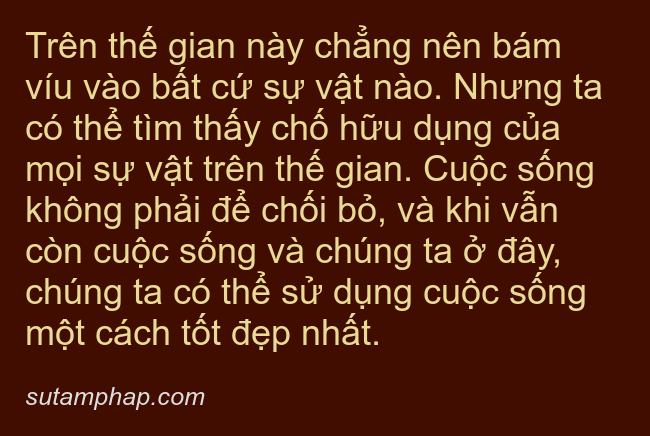 Trên thế gian này chẳng nên bám
víu vào bất cứ sự vật nào. Nhưng ta
có thể tìm thấy chố hữu dụng của
mọi sự vật trên thế gian. Cuộc sống
không phải để chối bỏ, và khi vẫn
còn cuộc sống và chúng ta ở đây,
chúng ta có thể sử dụng cuộc sống
một cách tốt đẹp nhất.
sutamphap.com